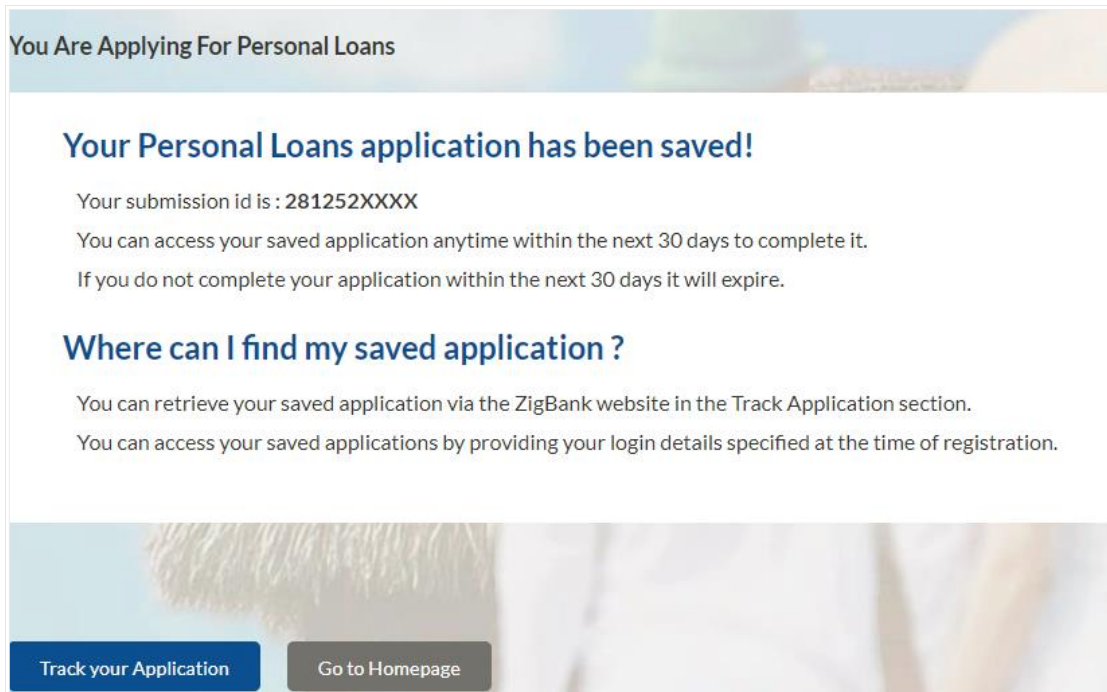 You Are Applying For Personal Loans
Your Personal Loans application has been saved!
Your submission id is : 281252XXXX
You can access your saved application anytime within the next 30 days to complete it.
If you do not complete your application within the next 30 days it will expire.
Where can I find my saved application ?
You can retrieve your saved application via the ZigBank website in the Track Application section.
You can access your saved applications by providing your login details specified at the time of registration.
Track your Application
Go to Homepage